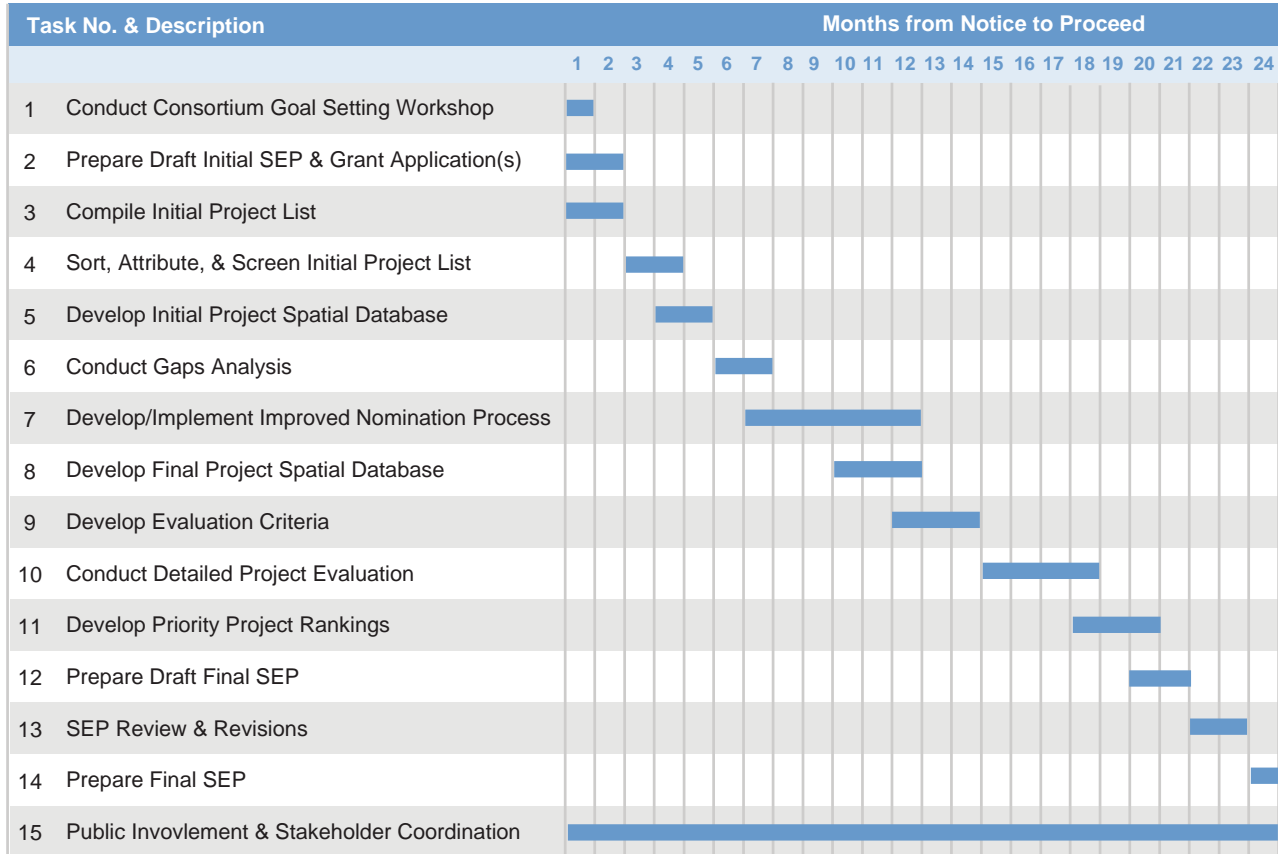 Task No. & Description Months from Notice to Proceed
1 2 3 4 5 6 7 8 9 10 11 12 13 14 15 16 17 18 19 20 21 22 23 24
1 Conduct Consortium Goal Setting Workshop
2 Prepare Draft Initial SEP & Grant Application(s)
3 Compile Initial Project List
4 Sort, Attribute, & Screen Initial Project List
5 Develop Initial Project Spatial Database
6 Conduct Gaps Analysis
7 Develop/Implement Improved Nomination Process
8 Develop Final Project Spatial Database
9 Develop Evaluation Criteria
10 Conduct Detailed Project Evaluation
11 Develop Priority Project Rankings
12 Prepare Draft Final SEP
13 SEP Review & Revisions
14 Prepare Final SEP
15 Public Invovlement & Stakeholder Coordination